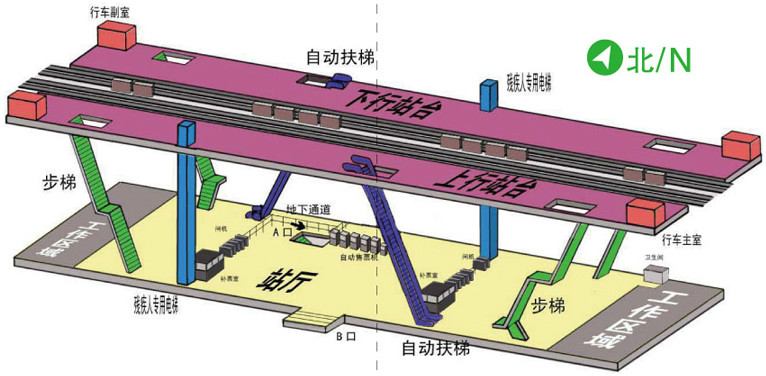 行车副室
自动扶梯
残疾人专用电梯
北/N
下行站台
上行站台
步梯
地下通道
闸机
A口
自动售票机
闸机
行车主室
卫生间
工作区域
补票室
站厅
补票室
残疾人专用电梯
步梯
工作区域
B口
自动扶梯